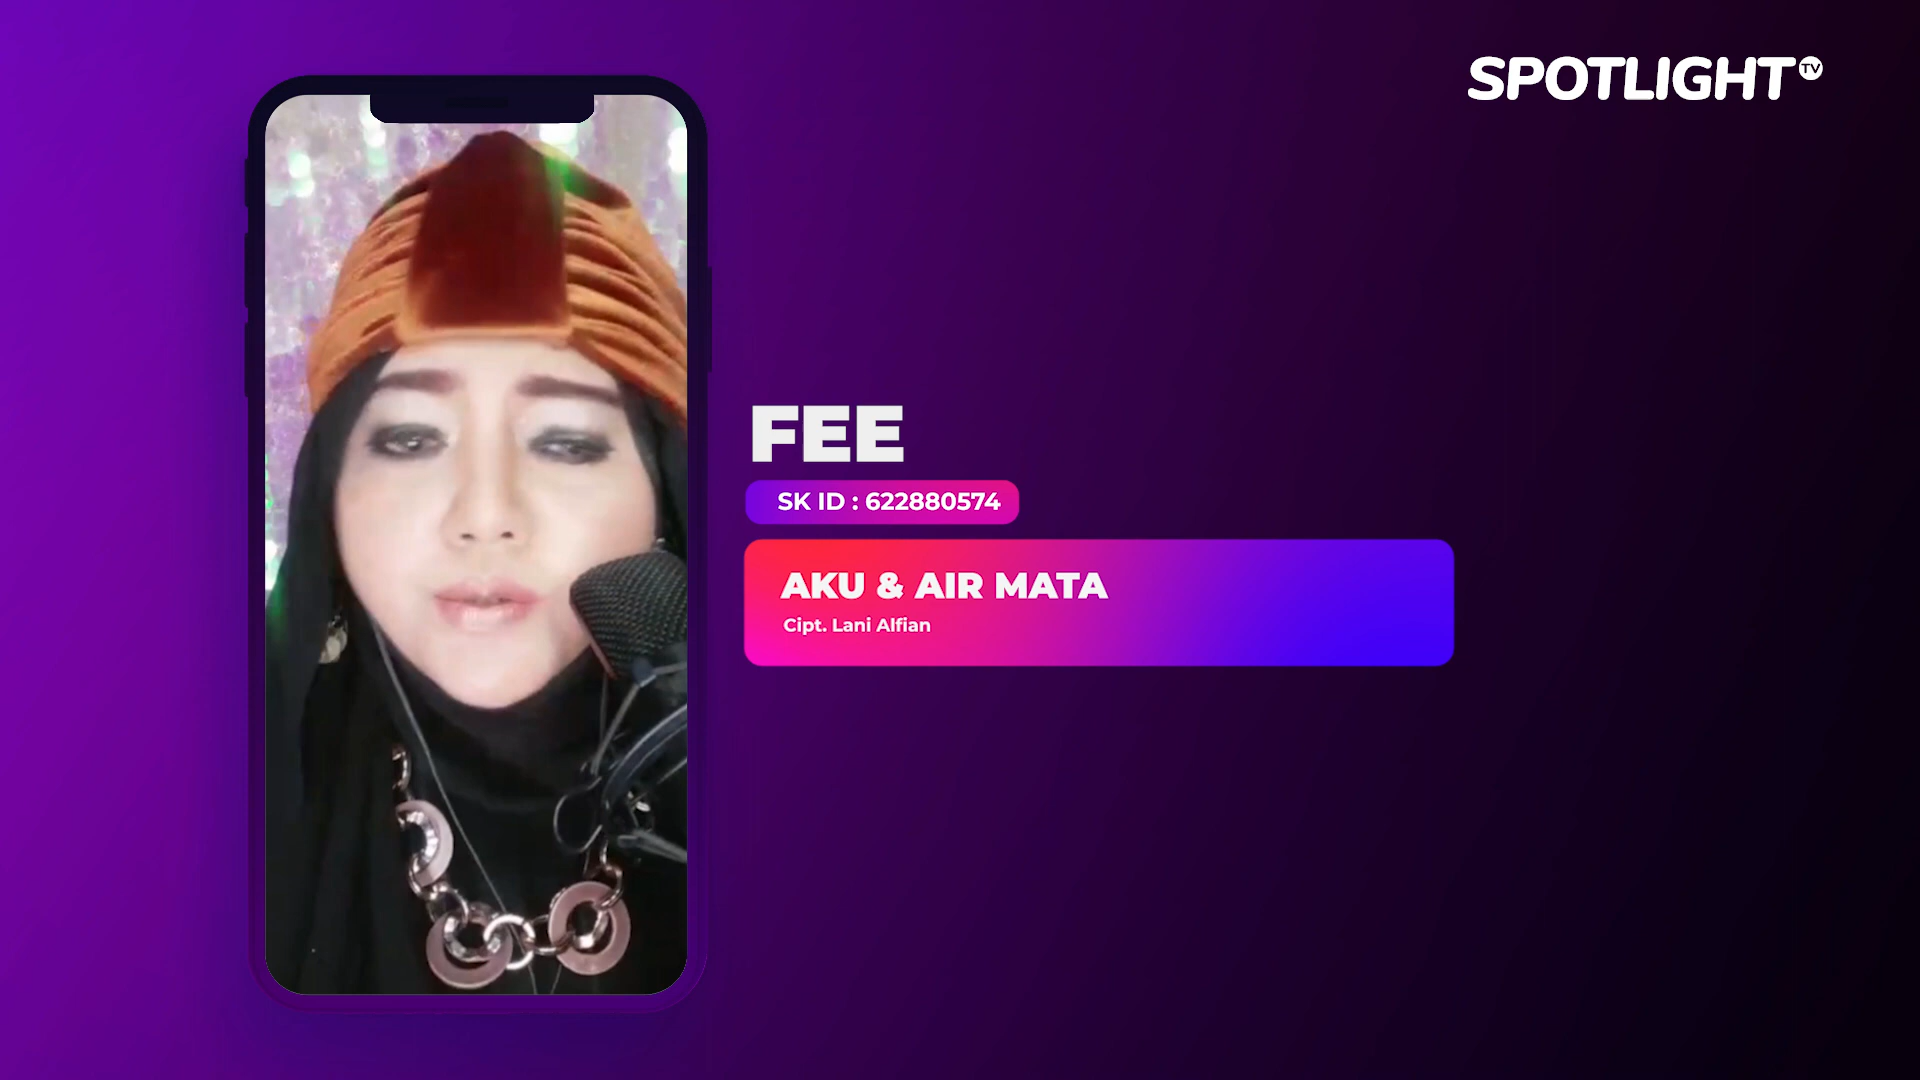 SPOTLIGHT TV
FEE
SK ID : 622880574
AKU & AIR MATA
Cipt. Lani Alfian